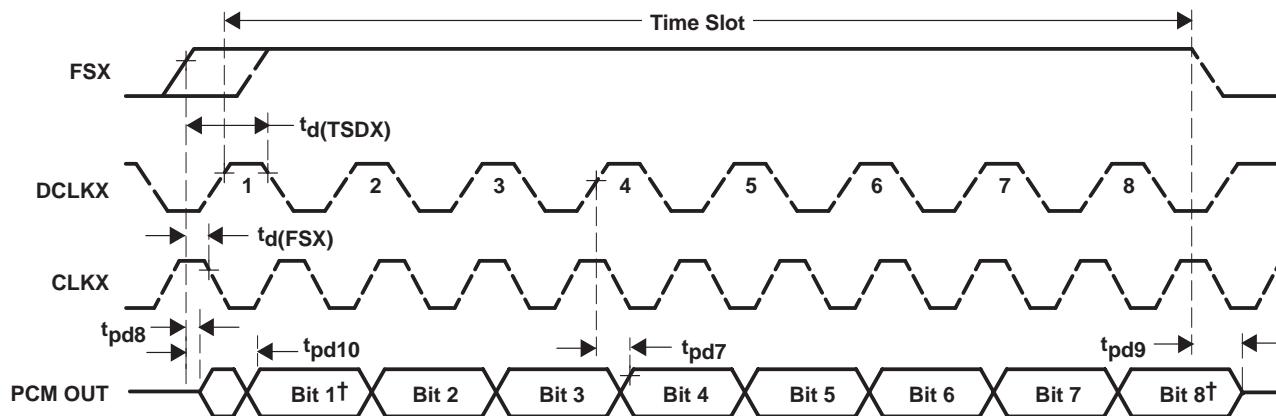 Time Slot
FSX
td(TSDX)
DCLKX 1 2 3 4 5 6 7 8
td(FSX)
CLKX
tpd8 tpd10 tpd7 tpd9
PCM OUT Bit 1† Bit 2 Bit 3 Bit 4 Bit 5 Bit 6 Bit 7 Bit 8†